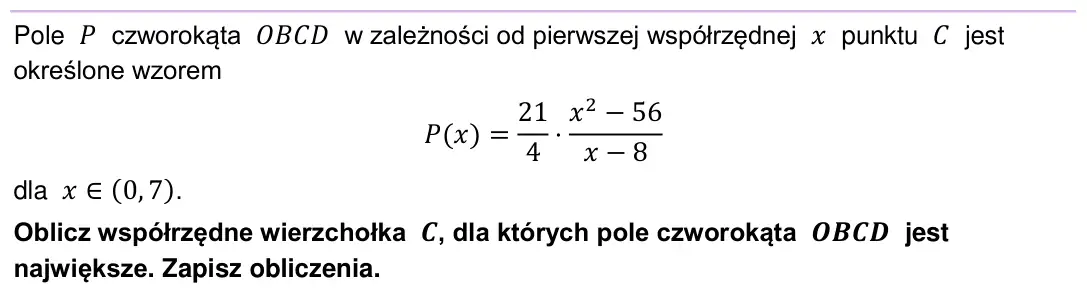 Pole P czworokąta OBCD w zależności od pierwszej współrzędnej x punktu C jest
określone wzorem
P(x) = 21/4 · (x² − 56)/(x − 8)
dla x ∈ (0, 7).
Oblicz współrzędne wierzchołka C, dla których pole czworokąta OBCD jest
największe. Zapisz obliczenia.